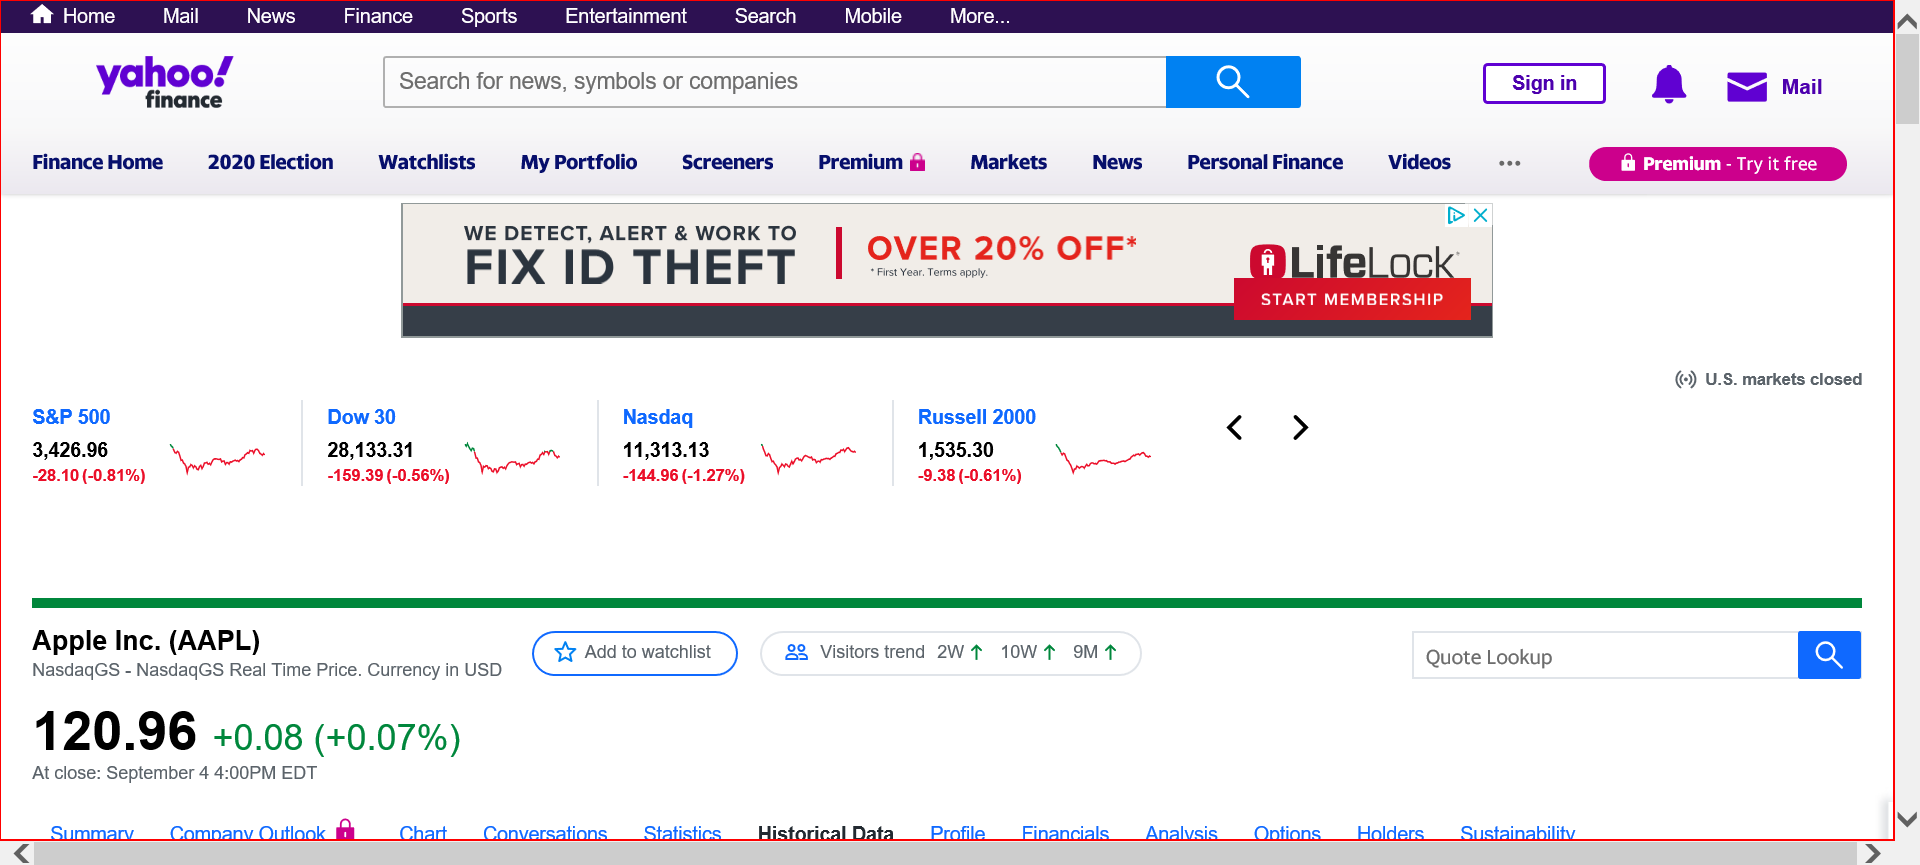 Home Mail News Finance Sports Entertainment Search Mobile More...
yahoo!
finance
Search for news, symbols or companies
Sign in
Mail
Finance Home 2020 Election Watchlists My Portfolio Screeners Premium Markets News Personal Finance Videos ••• Premium - Try it free
WE DETECT, ALERT & WORK TO
FIX ID THEFT
OVER 20% OFF*
* First Year. Terms apply.
LifeLock
START MEMBERSHIP
U.S. markets closed
S&P 500
3,426.96
-28.10 (-0.81%)
Dow 30
28,133.31
-159.39 (-0.56%)
Nasdaq
11,313.13
-144.96 (-1.27%)
Russell 2000
1,535.30
-9.38 (-0.61%)
Apple Inc. (AAPL)
NasdaqGS - NasdaqGS Real Time Price. Currency in USD
Add to watchlist
Visitors trend 2W ↑ 10W ↑ 9M ↑
Quote Lookup
120.96 +0.08 (+0.07%)
At close: September 4 4:00PM EDT
Summary Company Outlook Chart Conversations Statistics Historical Data Profile Financials Analysis Options Holders Sustainability